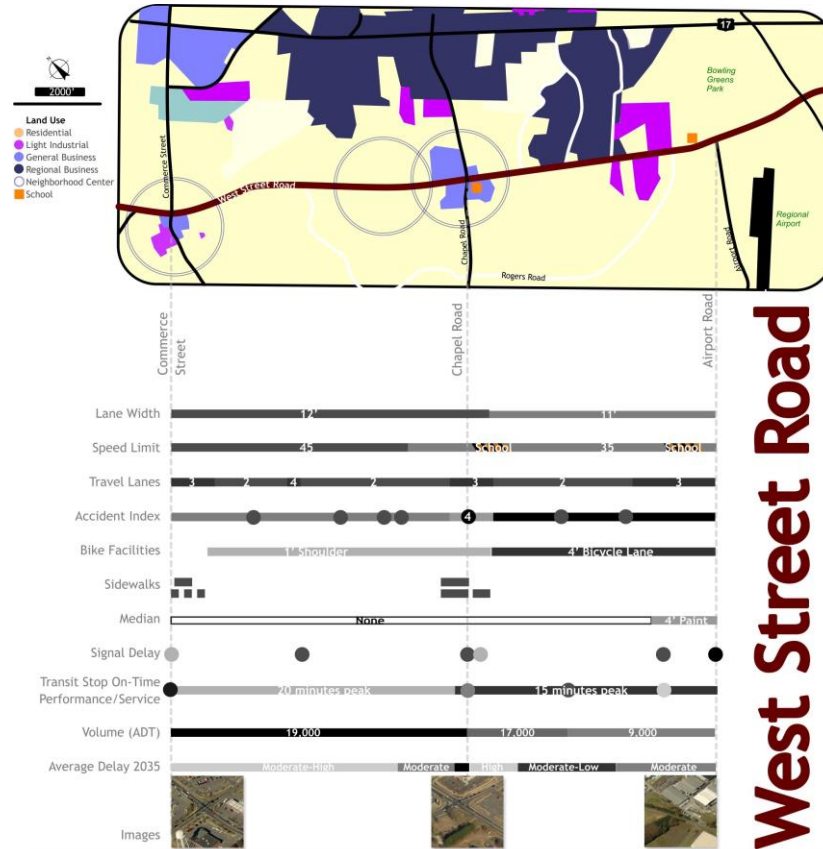 17
Bowling
Greens
Park
2000'
Land Use
Residential
Light Industrial
General Business
Regional Business
Neighborhood Center
School
Commerce Street
West Street Road
Chapel Road
Rogers Road
Airport Road
Regional
Airport
Commerce
Street
Chapel Road
Airport Road
West Street Road
Lane Width
12'
11'
Speed Limit
45
School
35
School
Travel Lanes
3
2
4
2
3
2
3
Accident Index
4
Bike Facilities
1' Shoulder
4' Bicycle Lane
Sidewalks
Median
None
4' Paint
Signal Delay
Transit Stop On-Time
Performance/Service
20 minutes peak
15 minutes peak
Volume (ADT)
19,000
17,000
9,000
Average Delay 2035
Moderate-High
Moderate
High
Moderate-Low
Moderate
Images